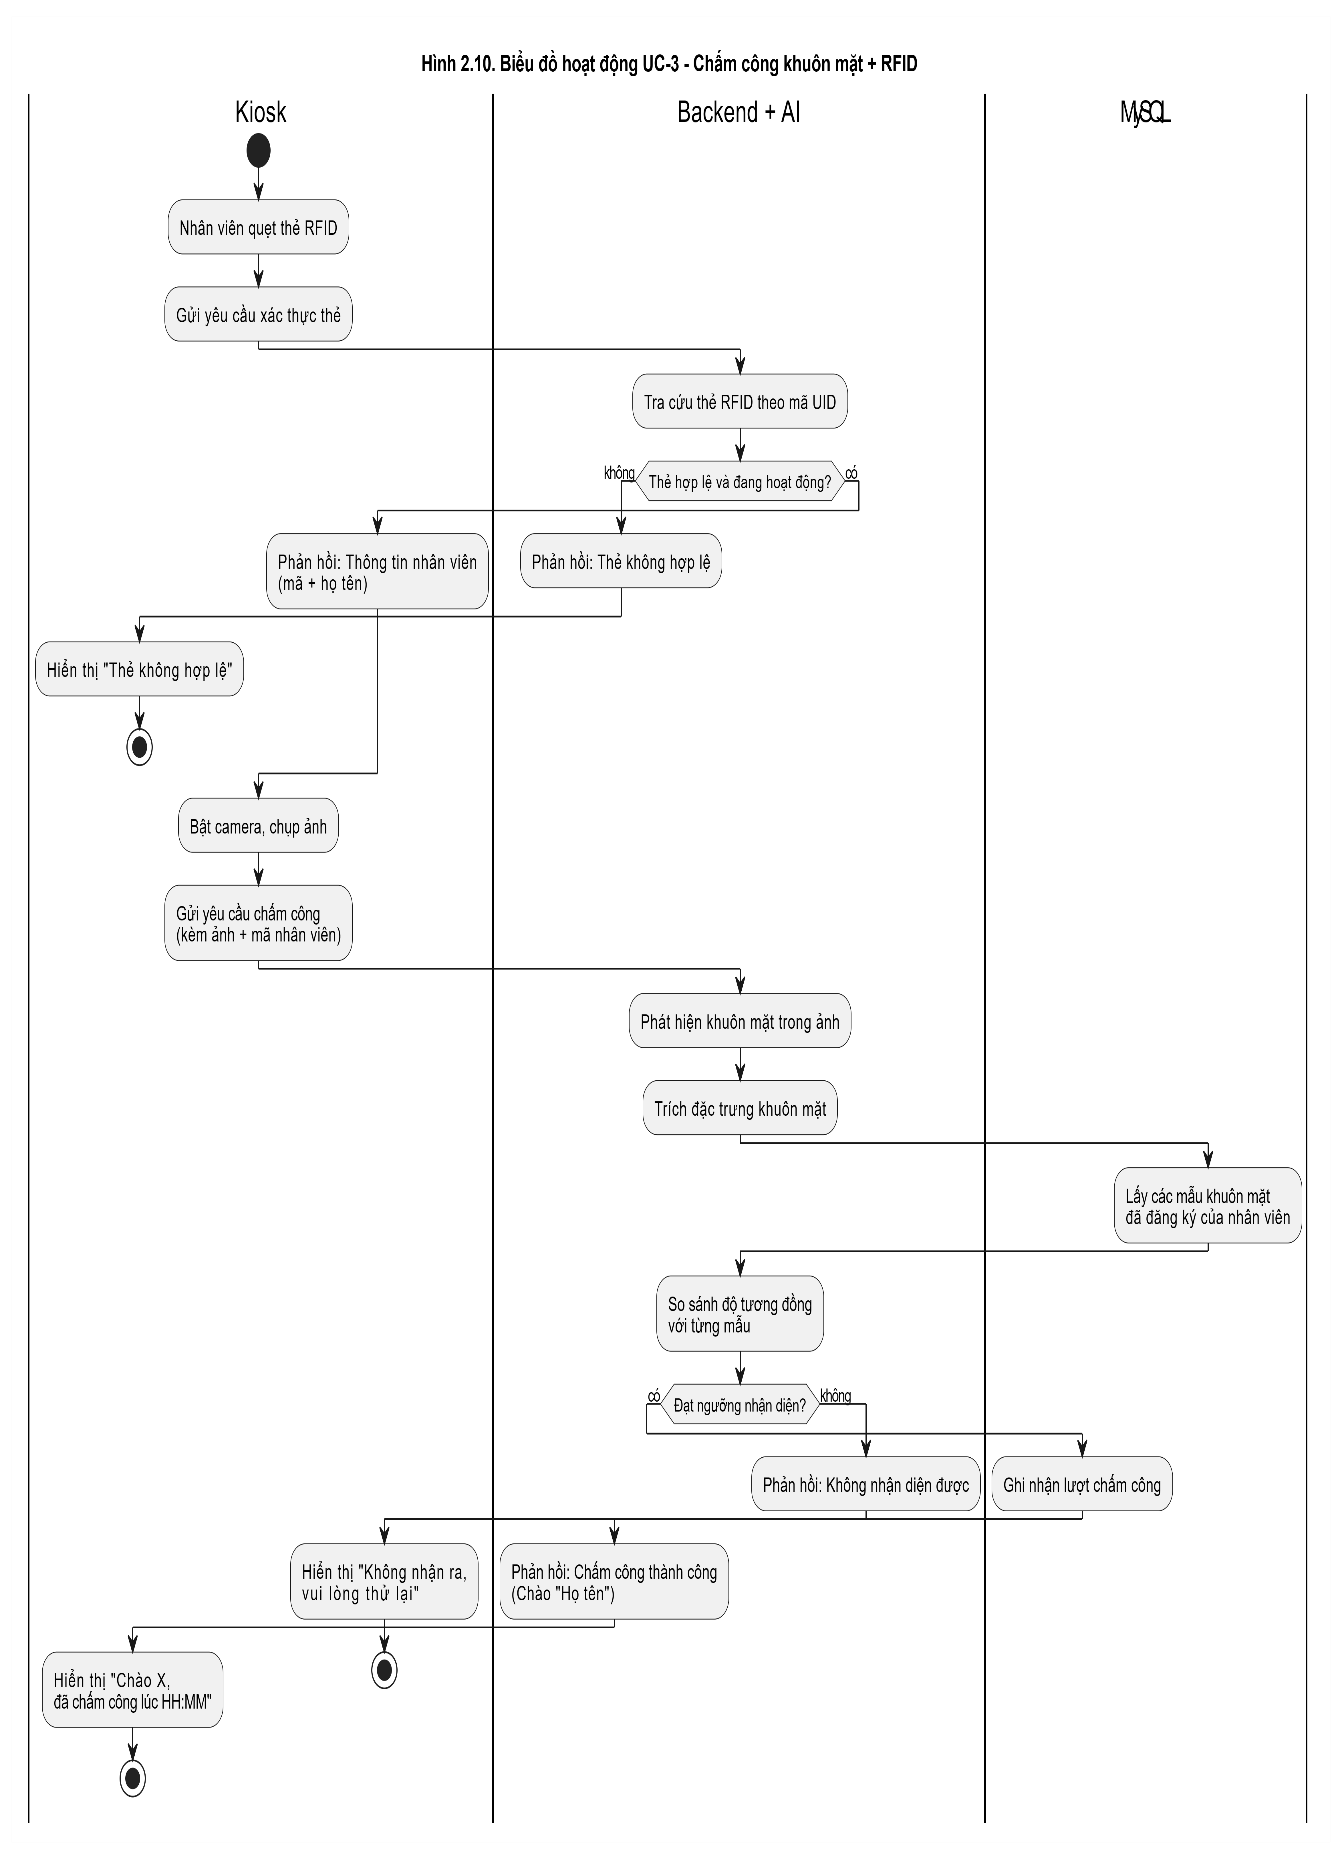 Hình 2.10. Biểu đồ hoạt động UC-3 - Chấm công khuôn mặt + RFID
Kiosk
Backend + AI
MySQL
Nhân viên quẹt thẻ RFID
Gửi yêu cầu xác thực thẻ
Tra cứu thẻ RFID theo mã UID
không
Thẻ hợp lệ và đang hoạt động?
có
Phản hồi: Thông tin nhân viên
(mã + họ tên)
Phản hồi: Thẻ không hợp lệ
Hiển thị "Thẻ không hợp lệ"
Bật camera, chụp ảnh
Gửi yêu cầu chấm công
(kèm ảnh + mã nhân viên)
Phát hiện khuôn mặt trong ảnh
Trích đặc trưng khuôn mặt
Lấy các mẫu khuôn mặt
đã đăng ký của nhân viên
So sánh độ tương đồng
với từng mẫu
có
Đạt ngưỡng nhận diện?
không
Phản hồi: Không nhận diện được
Ghi nhận lượt chấm công
Hiển thị "Không nhận ra,
vui lòng thử lại"
Phản hồi: Chấm công thành công
(Chào "Họ tên")
Hiển thị "Chào X,
đã chấm công lúc HH:MM"